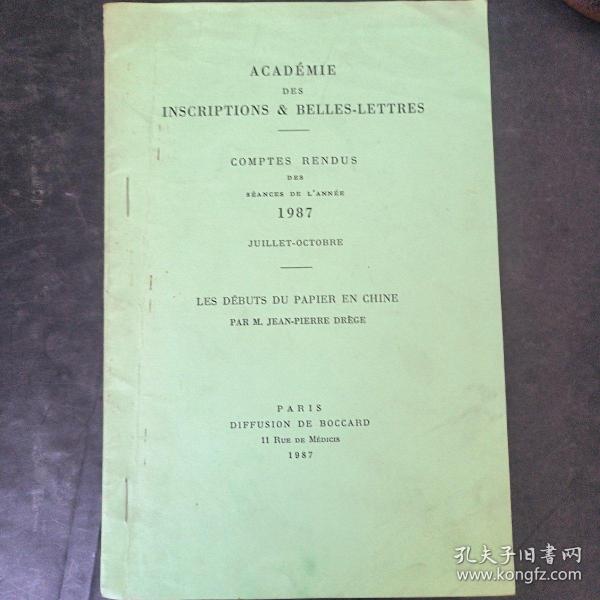 ACADÉMIE
DES
INSCRIPTIONS & BELLES-LETTRES
COMPTES RENDUS
DES
SÉANCES DE L'ANNÉE
1987
JUILLET-OCTOBRE
LES DÉBUTS DU PAPIER EN CHINE
PAR M. JEAN-PIERRE DRÈGE
PARIS
DIFFUSION DE BOCCARD
11 RUE DE MÉDICIS
1987
孔夫子旧书网
www.kongfz.com